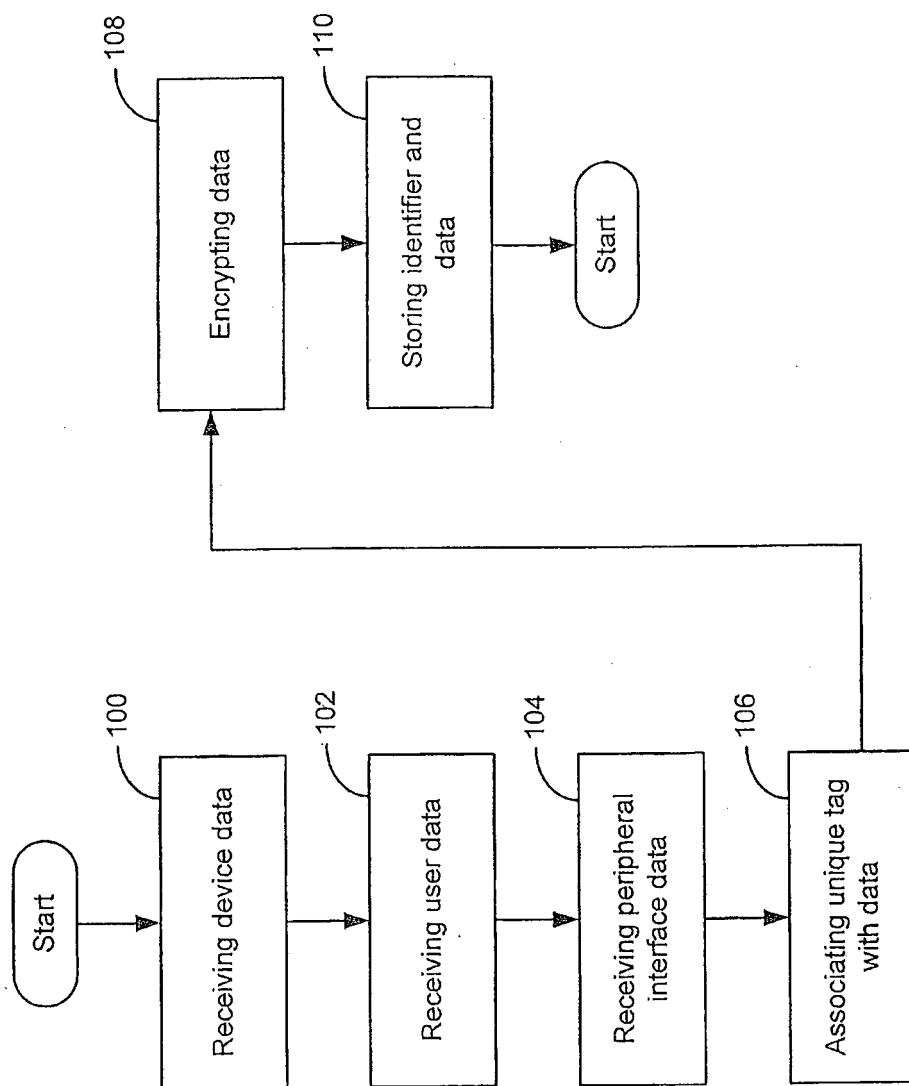 Start
100
Receiving device data
102
Receiving user data
104
Receiving peripheral
interface data
106
Associating unique tag
with data
108
Encrypting data
110
Storing identifier and
data
Start